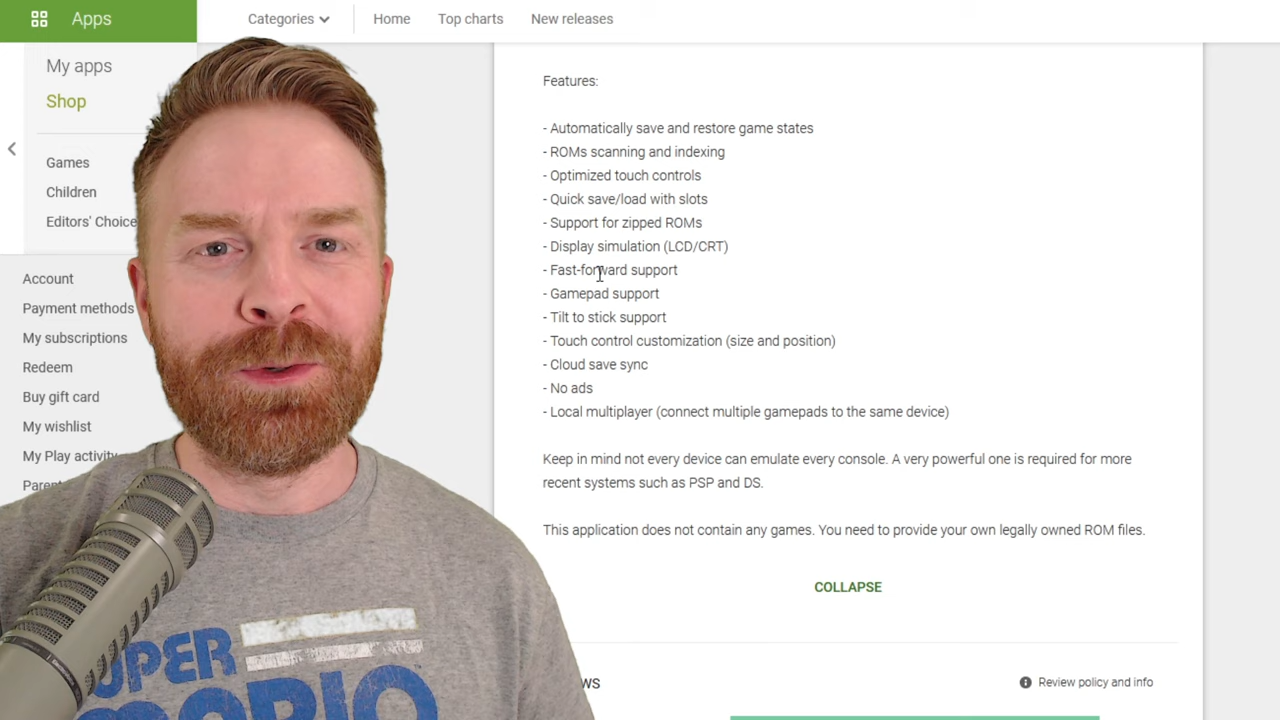 Apps
Categories
Home
Top charts
New releases
My apps
Shop
Games
Children
Editors' Choice
Account
Payment methods
My subscriptions
Redeem
Buy gift card
My wishlist
My Play activity
Features:
- Automatically save and restore game states
- ROMs scanning and indexing
- Optimized touch controls
- Quick save/load with slots
- Support for zipped ROMs
- Display simulation (LCD/CRT)
- Fast-forward support
- Gamepad support
- Tilt to stick support
- Touch control customization (size and position)
- Cloud save sync
- No ads
- Local multiplayer (connect multiple gamepads to the same device)
Keep in mind not every device can emulate every console. A very powerful one is required for more
recent systems such as PSP and DS.
This application does not contain any games. You need to provide your own legally owned ROM files.
COLLAPSE
Review policy and info
SUPER
MARIO